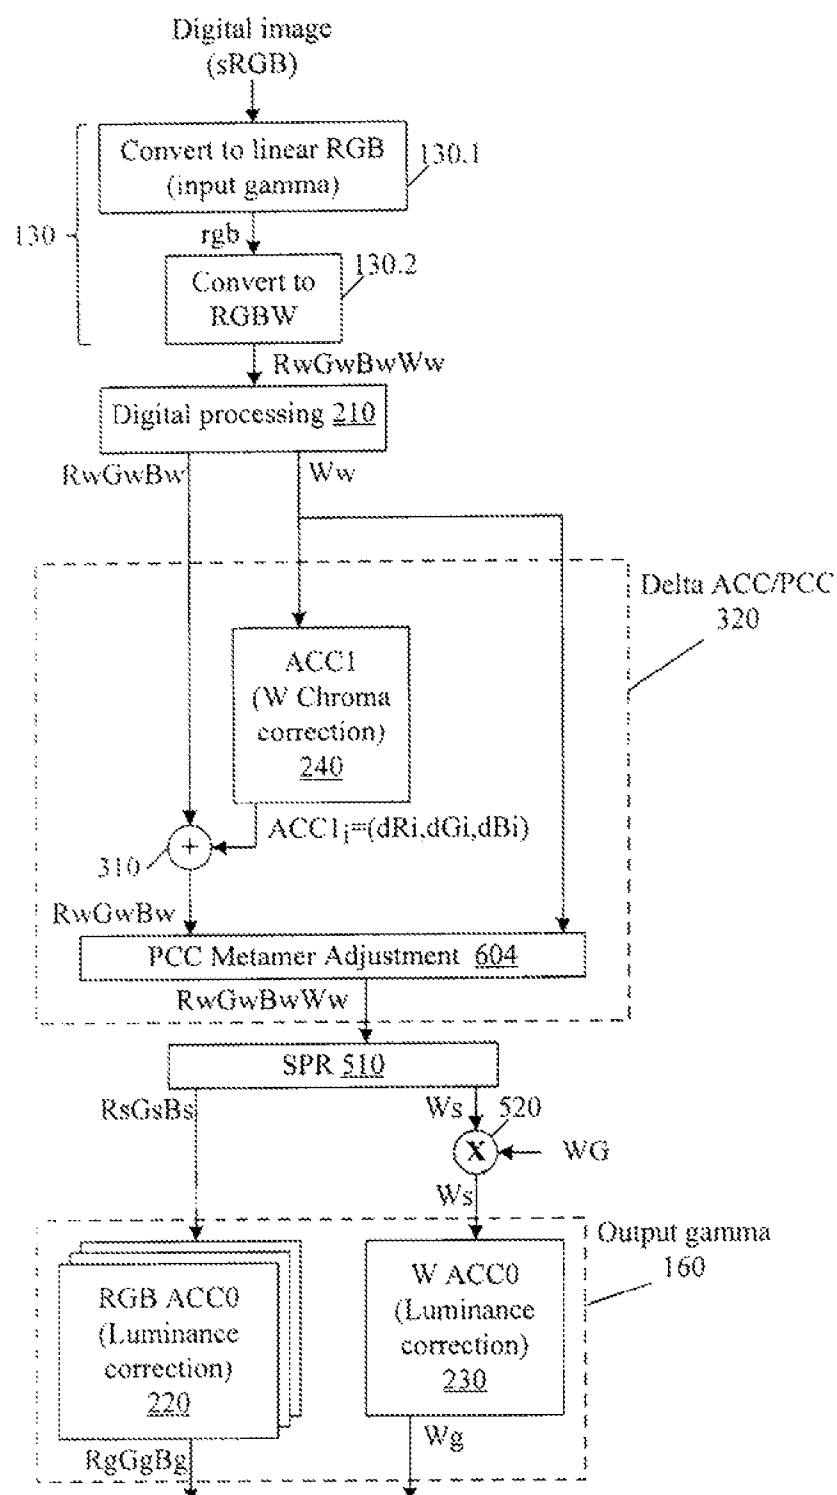 Digital image
(sRGB)
Convert to linear RGB
(input gamma)
130.1
130
rgb
Convert to
RGBW
130.2
RwGwBwWw
Digital processing 210
RwGwBw
Ww
Delta ACC/PCC
320
ACC1
(W Chroma
correction)
240
ACC1i=(dRi,dGi,dBi)
310
+
RwGwBw
PCC Metamer Adjustment 604
RwGwBwWw
SPR 510
RsGsBs
Ws
520
X
WG
Ws
Output gamma
160
RGB ACC0
(Luminance
correction)
220
W ACC0
(Luminance
correction)
230
RgGgBg
Wg